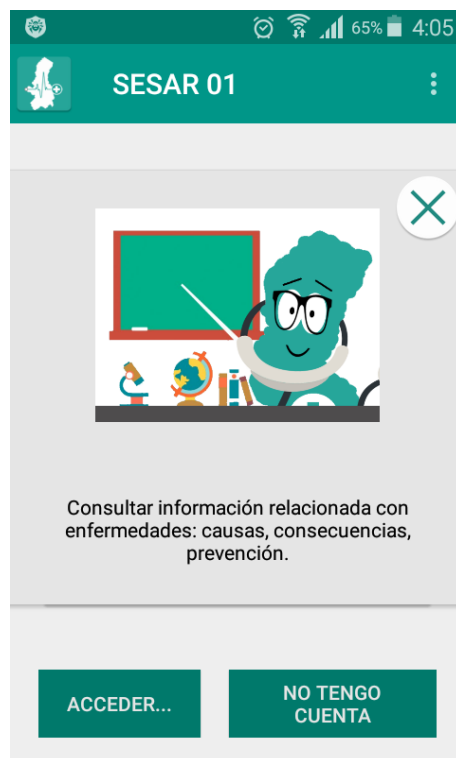 65% 4:05
SESAR 01
Consultar información relacionada con
enfermedades: causas, consecuencias,
prevención.
ACCEDER...
NO TENGO
CUENTA